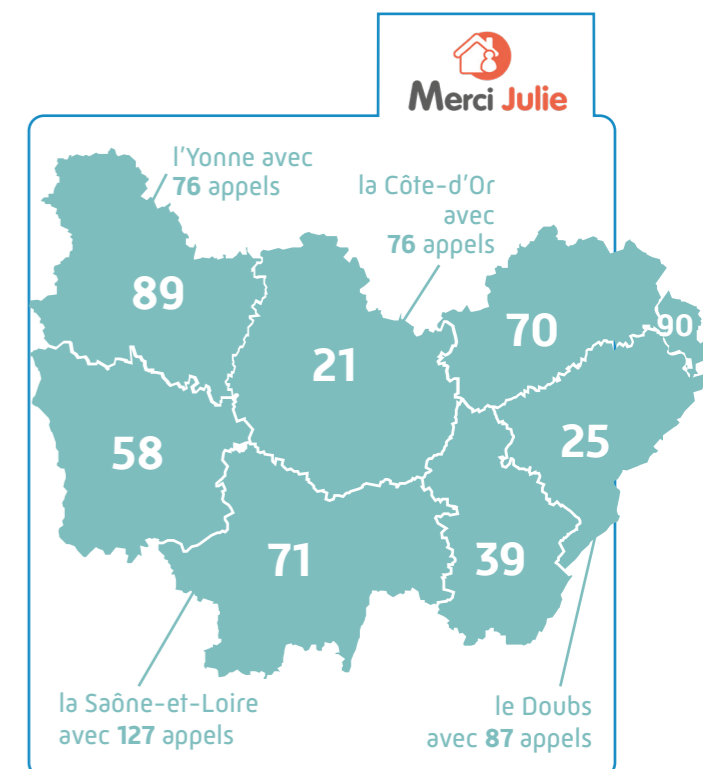 Merci Julie
l'Yonne avec
76 appels
la Côte-d'Or
avec
76 appels
89
21
70
90
58
25
71
39
la Saône-et-Loire
avec 127 appels
le Doubs
avec 87 appels